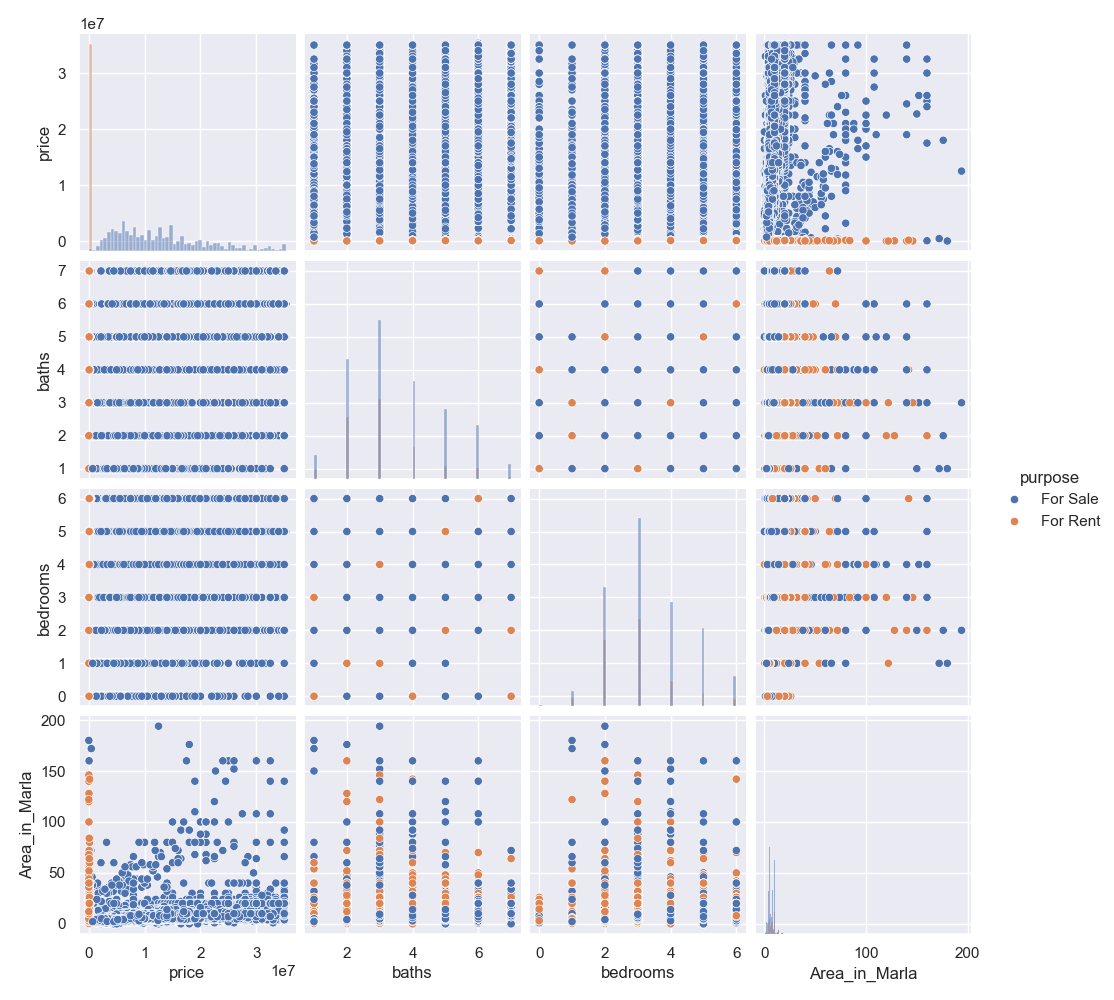 1e7
3
2
1
0
price
7
6
5
4
3
2
1
baths
6
5
4
3
2
1
0
bedrooms
200
150
100
50
0
Area_in_Marla
0 1 2 3
1e7
price
2 4 6
baths
0 2 4 6
bedrooms
0 100 200
Area_in_Marla
purpose
For Sale
For Rent